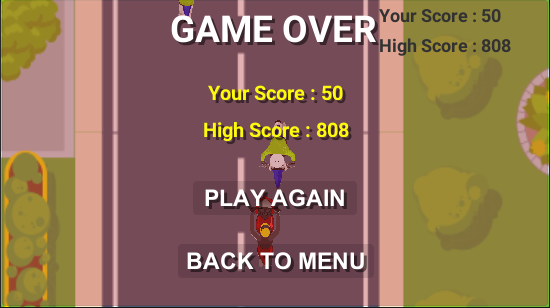 GAME OVER
Your Score : 50
High Score : 808
Your Score : 50
High Score : 808
PLAY AGAIN
BACK TO MENU